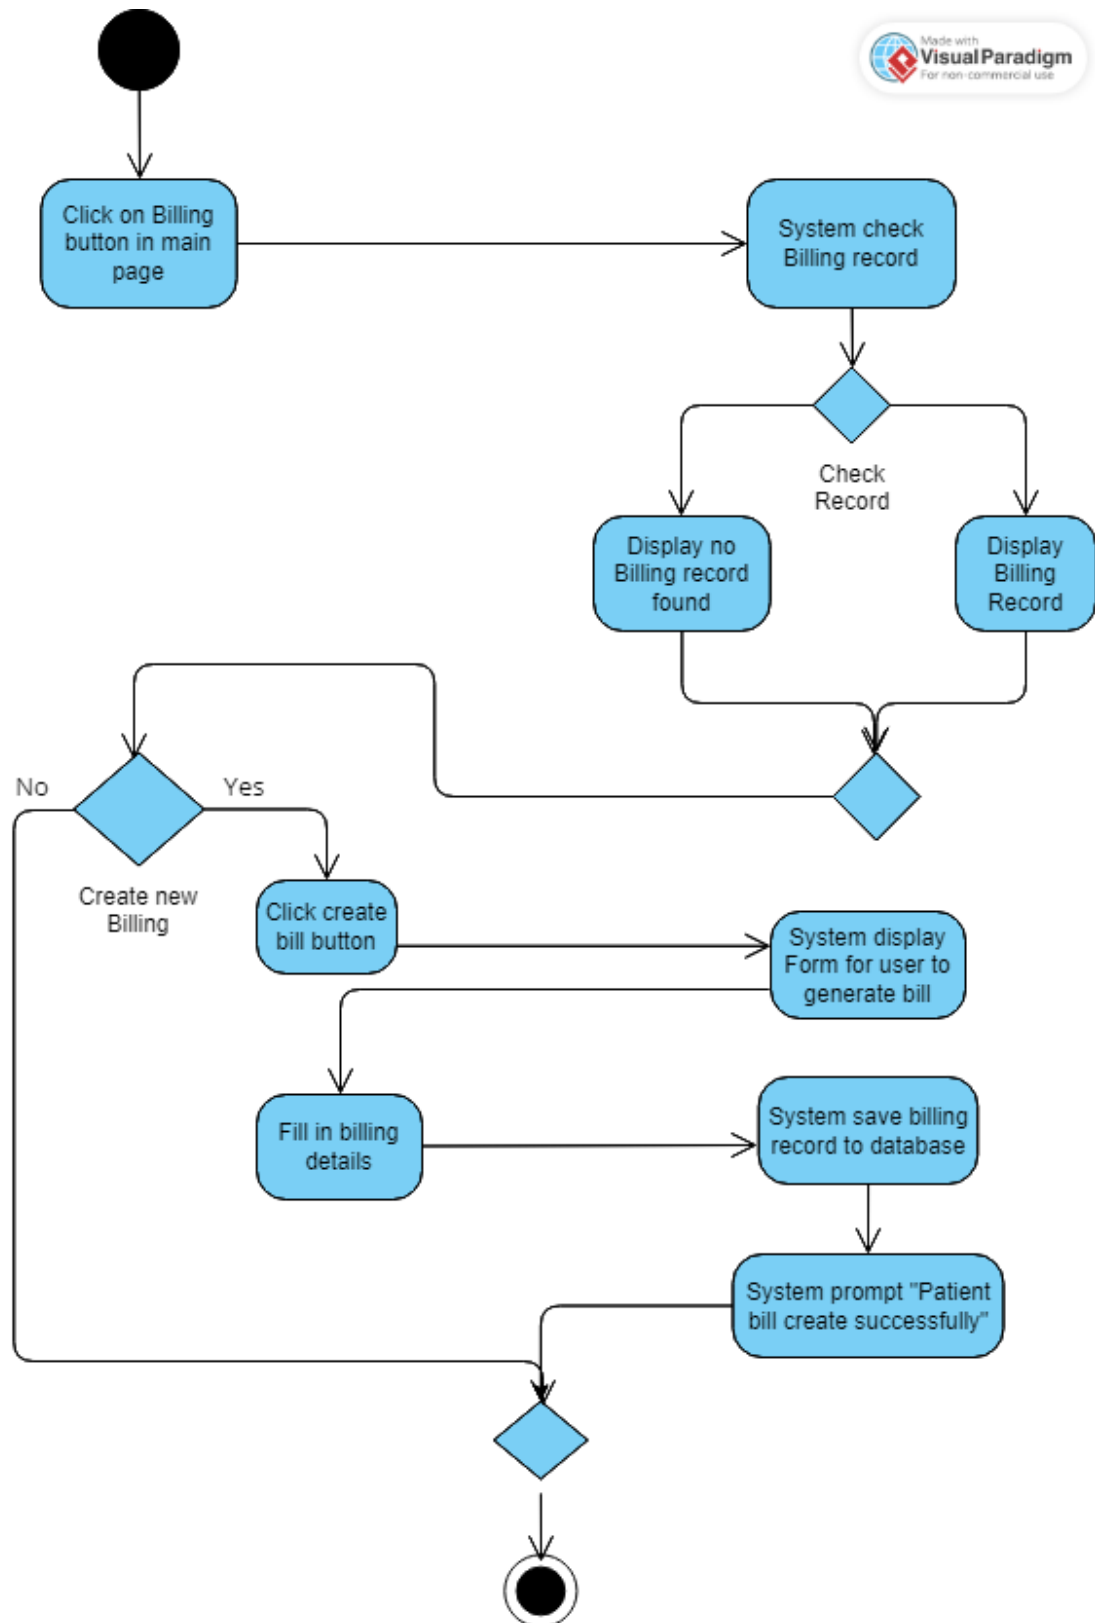 Made with
Visual Paradigm
For non-commercial use
Click on Billing
button in main
page
System check
Billing record
Check
Record
Display no
Billing record
found
Display
Billing
Record
No
Yes
Create new
Billing
Click create
bill button
System display
Form for user to
generate bill
Fill in billing
details
System save billing
record to database
System prompt "Patient
bill create successfully"